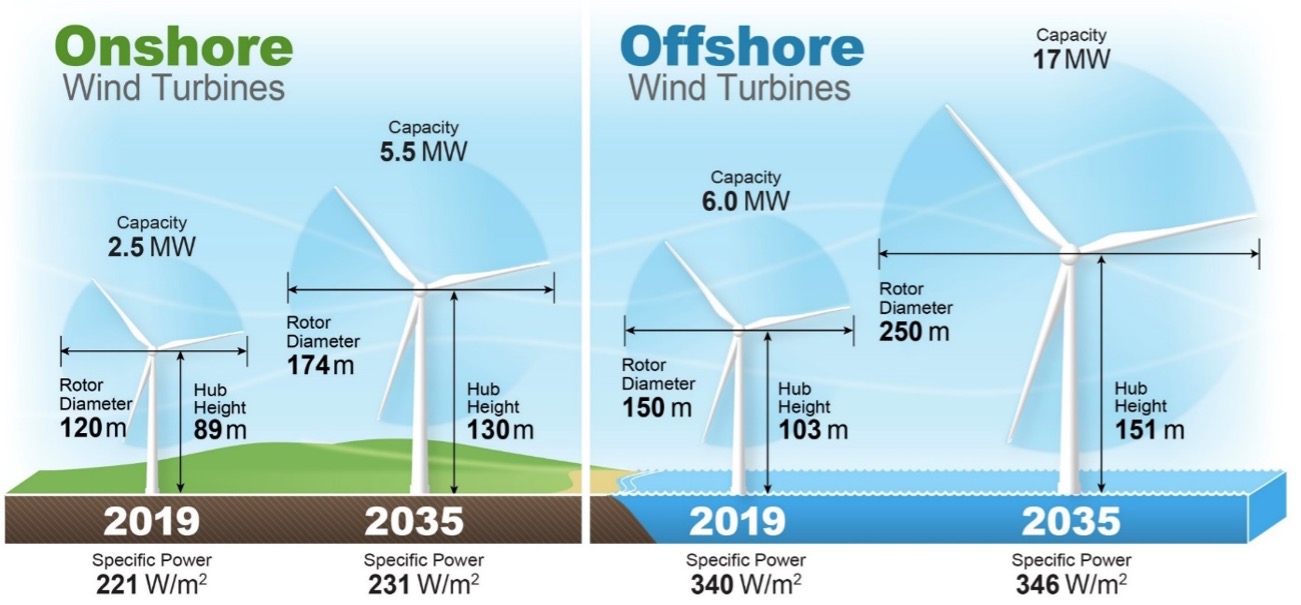 Onshore
Wind Turbines
Capacity
2.5 MW
Rotor
Diameter
120 m
Hub
Height
89 m
2019
Specific Power
221 W/m²
Capacity
5.5 MW
Rotor
Diameter
174 m
Hub
Height
130 m
2035
Specific Power
231 W/m²
Offshore
Wind Turbines
Capacity
6.0 MW
Rotor
Diameter
150 m
Hub
Height
103 m
2019
Specific Power
340 W/m²
Capacity
17 MW
Rotor
Diameter
250 m
Hub
Height
151 m
2035
Specific Power
346 W/m²